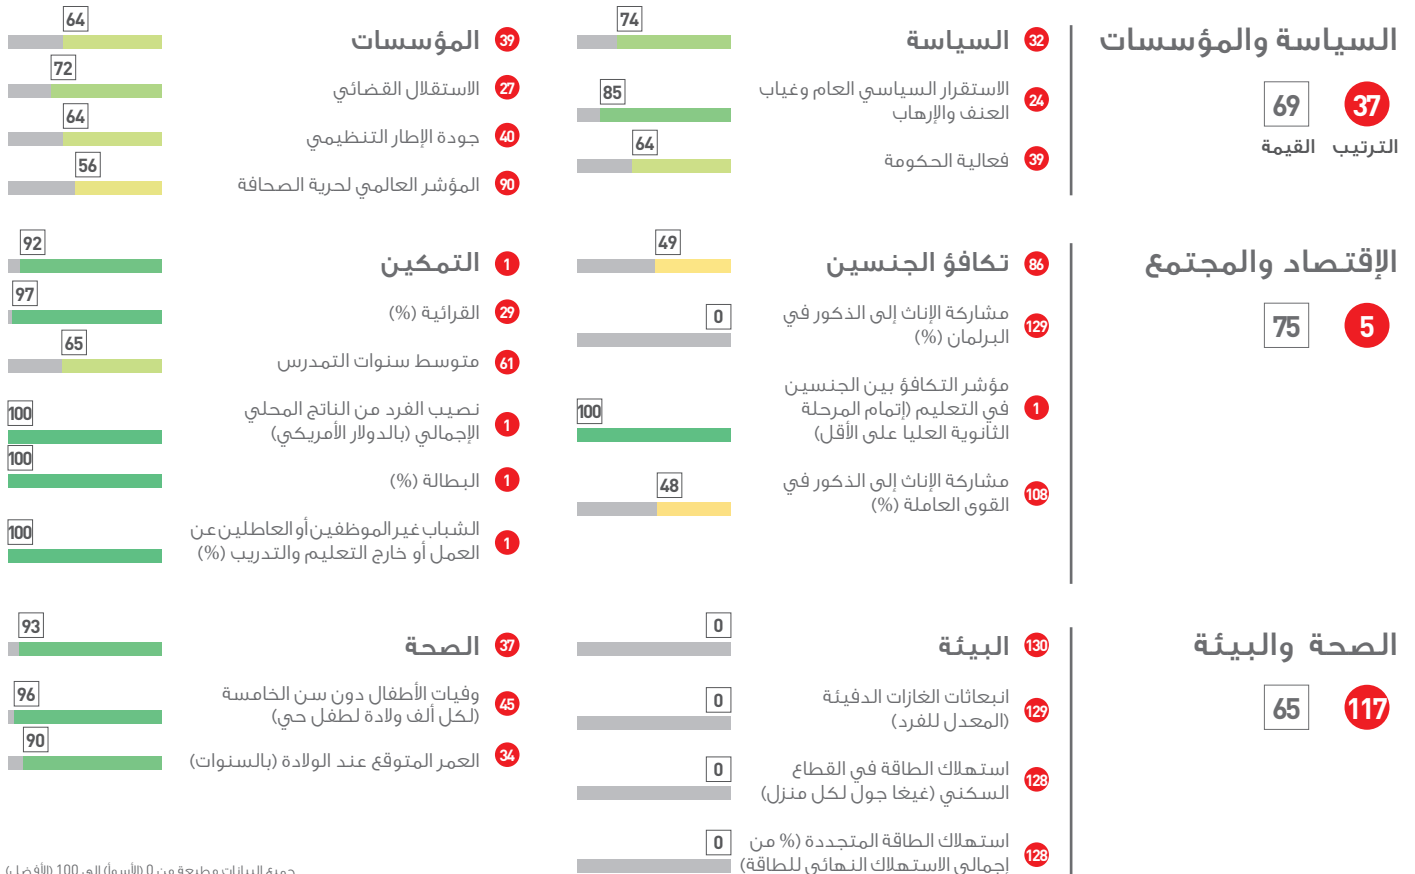 السياسة والمؤسسات
37 69
الترتيب القيمة
32 السياسة 74
24 الاستقرار السياسي العام وغياب
العنف والإرهاب 85
39 فعالية الحكومة 64
39 المؤسسات 64
27 الاستقلال القضائي 72
40 جودة الإطار التنظيمي 64
90 المؤشر العالمي لحرية الصحافة 56
الإقتصاد والمجتمع
5 75
86 تكافؤ الجنسين 49
129 مشاركة الإناث إلى الذكور في
البرلمان (%) 0
مؤشر التكافؤ بين الجنسين
1 في التعليم (إتمام المرحلة 100
الثانوية العليا على الأقل)
108 مشاركة الإناث إلى الذكور في
القوى العاملة (%) 48
1 التمكين 92
29 القرائية (%) 97
61 متوسط سنوات التمدرس 65
1 نصيب الفرد من الناتج المحلي
الإجمالي (بالدولار الأمريكي) 100
1 البطالة (%) 100
1 الشباب غير الموظفين أو العاطلين عن
العمل أو خارج التعليم والتدريب (%) 100
الصحة والبيئة
117 65
130 البيئة 0
129 انبعاثات الغازات الدفيئة
(المعدل للفرد) 0
128 استهلاك الطاقة في القطاع
السكني (غيغا جول لكل منزل) 0
128 استهلاك الطاقة المتجددة (% من
إجمالي الاستهلاك النهائي للطاقة) 0
37 الصحة 93
45 وفيات الأطفال دون سن الخامسة
(لكل ألف ولادة لطفل حي) 96
34 العمر المتوقع عند الولادة (بالسنوات) 90
جميع البيانات مطبعة من 0 (الأسوأ) إلى 100 (الأفضل)